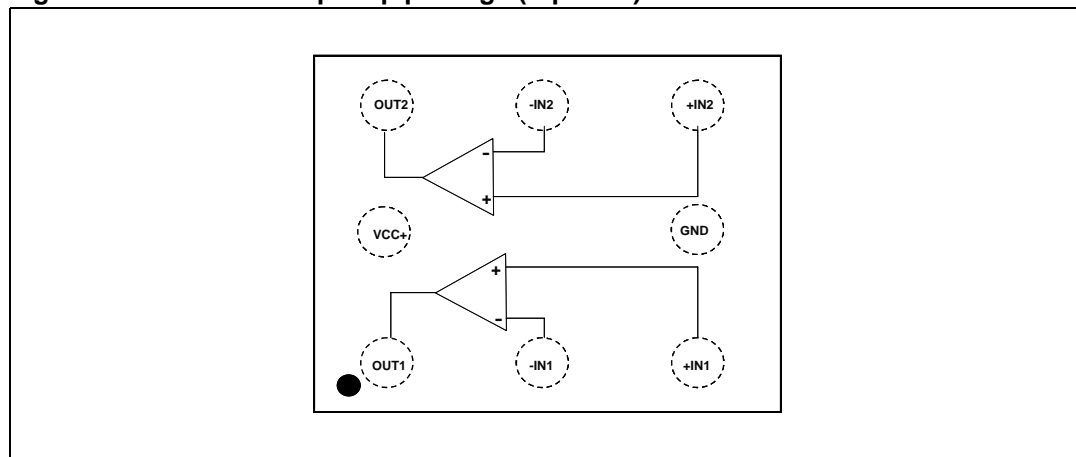 OUT2 -IN2 +IN2
-
+
VCC+ GND
+
-
OUT1 -IN1 +IN1